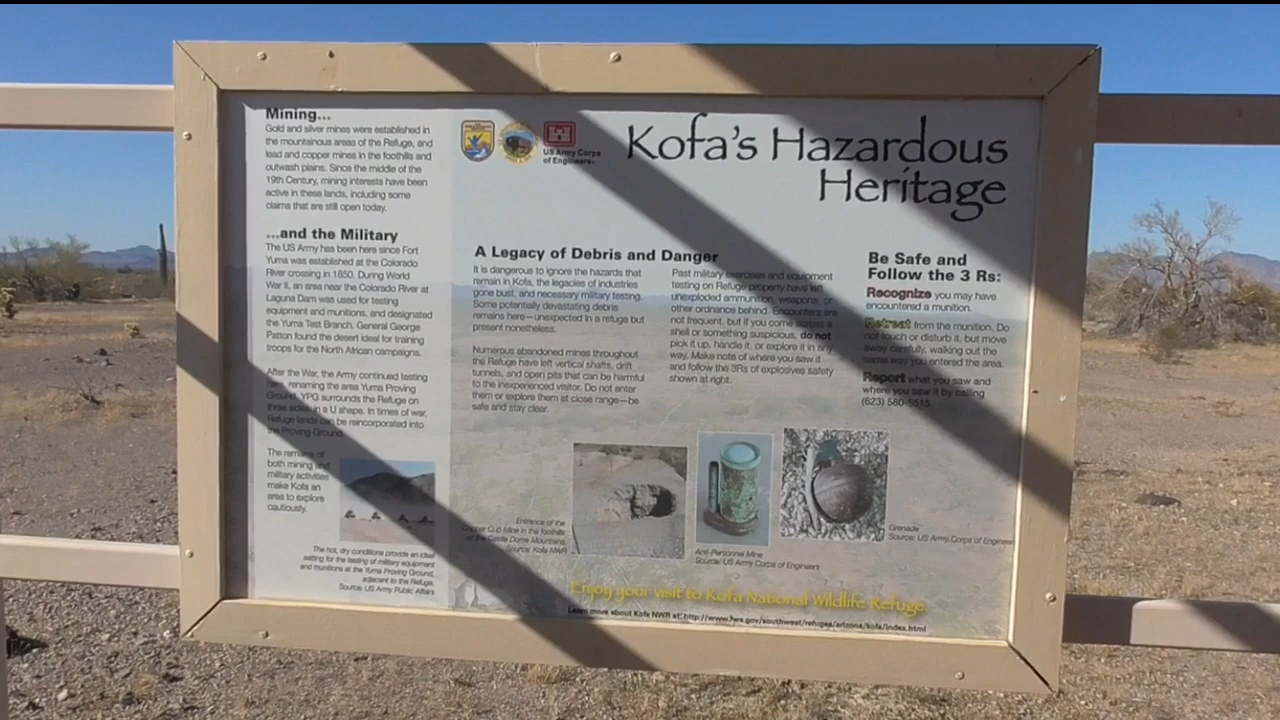 Mining...
Gold and silver mines were established in
the mountainous areas of the Refuge, and
lead and copper mines in the foothills and
outwash plains. Since the middle of the
19th Century, mining interests have been
active in these lands, including some
claims that are still open today.
...and the Military
The US Army has been here since Fort
Yuma was established at the Colorado
River crossing in 1850. During World
War II, an area near the Colorado River at
Laguna Dam was used for testing
equipment and munitions, and designated
the Yuma Test Branch. General George
Patton found the desert ideal for training
troops for the North African campaigns.
After the War, the Army continued testing
here, renaming the area Yuma Proving
Ground. YPG surrounds the Refuge on
three sides, in a U shape. In times of war,
Refuge lands can be reincorporated into
the Proving Ground.
The remains of
both mining and
military activities
make Kofa an
area to explore
cautiously.
The hot, dry conditions provide an ideal
setting for the testing of military equipment
and munitions at the Yuma Proving Ground,
adjacent to the Refuge.
Source: US Army Public Affairs
US Army Corps
of Engineers®
Kofa's Hazardous
Heritage
A Legacy of Debris and Danger
It is dangerous to ignore the hazards that
remain in Kofa, the legacies of industries
gone bust, and necessary military testing.
Some potentially devastating debris
remains here—unexpected in a refuge but
present nonetheless.
Numerous abandoned mines throughout
the Refuge have left vertical shafts, drift
tunnels, and open pits that can be harmful
to the inexperienced visitor. Do not enter
them or explore them at close range—be
safe and stay clear.
Past military exercises and equipment
testing on Refuge property have left
unexploded ammunition, weapons, or
other ordnance behind. Encounters are
not frequent, but if you come across a
shell or something suspicious, do not
pick it up, handle it, or explore it in any
way. Make note of where you saw it
and follow the 3Rs of explosives safety
shown at right.
Be Safe and
Follow the 3 Rs:
Recognize you may have
encountered a munition.
Retreat from the munition. Do
not touch or disturb it, but move
away carefully, walking out the
same way you entered the area.
Report what you saw and
where you saw it by calling
(623) 580-5515.
Entrance of the
Copper Cub Mine in the foothills
of the Castle Dome Mountains.
Source: Kofa NWR
Anti-Personnel Mine
Source: US Army Corps of Engineers
Grenade
Source: US Army Corps of Engineers
Enjoy your visit to Kofa National Wildlife Refuge.
Learn more about Kofa NWR at: http://www.fws.gov/southwest/refuges/arizona/kofa/index.html